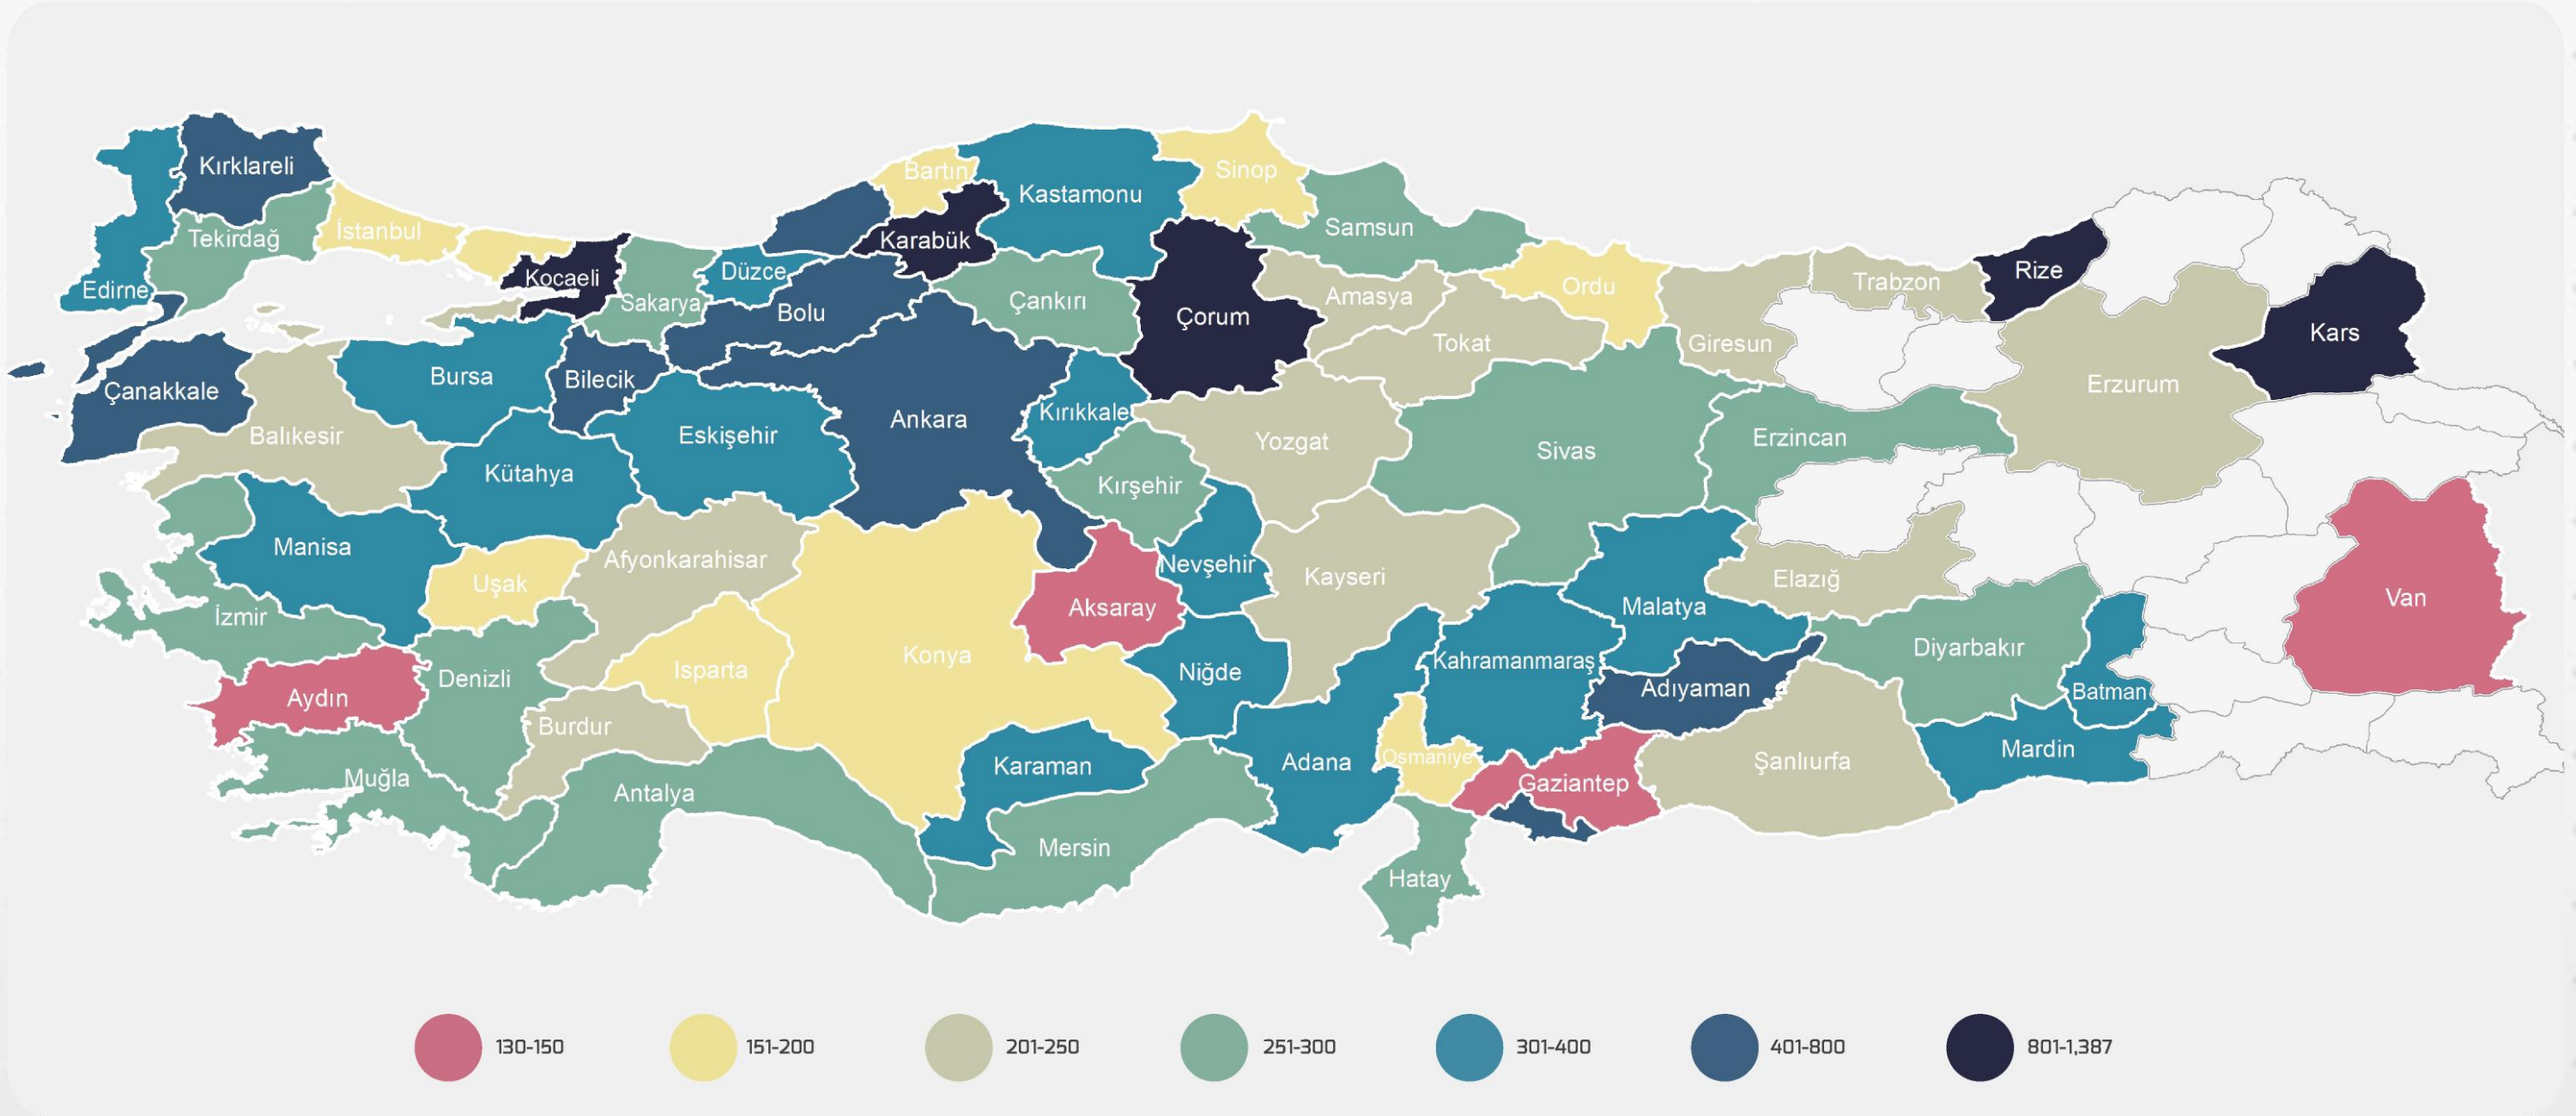 Kırklareli
Bartın
Sinop
Kastamonu
Samsun
İstanbul
Tekirdağ
Karabük
Kocaeli
Düzce
Rize
Trabzon
Edirne
Sakarya
Çankırı
Amasya
Ordu
Bolu
Çorum
Kars
Tokat
Giresun
Çanakkale
Bursa
Bilecik
Erzurum
Kırıkkale
Ankara
Balıkesir
Eskişehir
Yozgat
Sivas
Erzincan
Kütahya
Kırşehir
Manisa
Afyonkarahisar
Nevşehir
Kayseri
Uşak
Elazığ
Aksaray
Malatya
Van
İzmir
Konya
Diyarbakır
Denizli
Isparta
Niğde
Kahramanmaraş
Adıyaman
Batman
Aydın
Burdur
Mardin
Karaman
Adana
Osmaniye
Şanlıurfa
Muğla
Antalya
Gaziantep
Mersin
Hatay
130-150
151-200
201-250
251-300
301-400
401-800
801-1,387